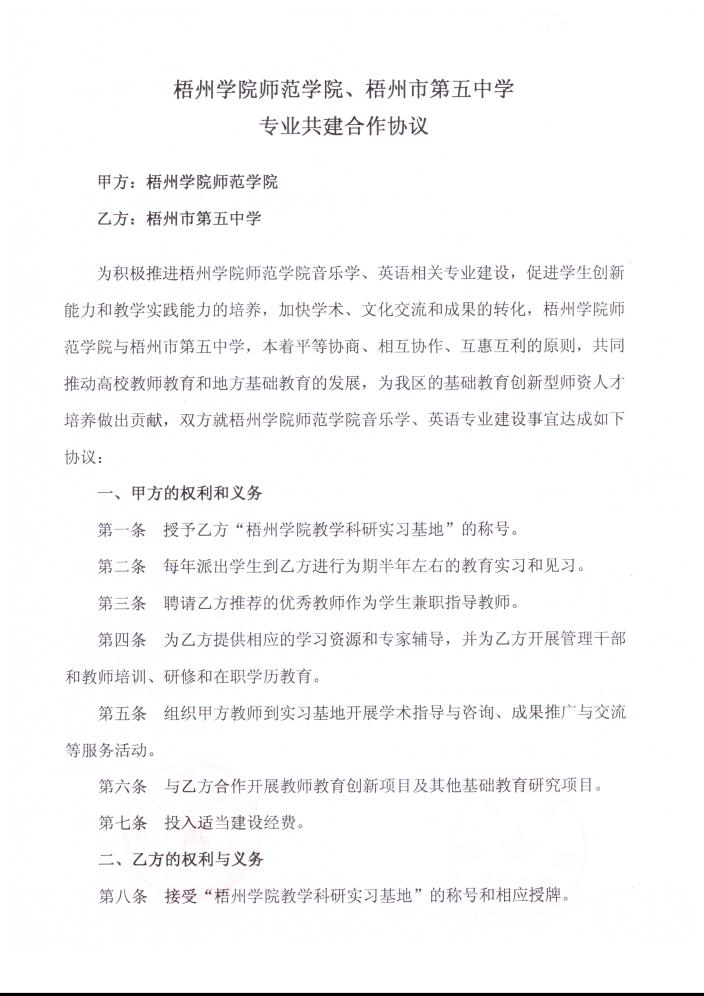 梧州学院师范学院、梧州市第五中学
专业共建合作协议
甲方：梧州学院师范学院
乙方：梧州市第五中学
为积极推进梧州学院师范学院音乐学、英语相关专业建设，促进学生创新
能力和教学实践能力的培养，加快学术、文化交流和成果的转化，梧州学院师
范学院与梧州市第五中学，本着平等协商、相互协作、互惠互利的原则，共同
推动高校教师教育和地方基础教育的发展，为我区的基础教育创新型师资人才
培养做出贡献，双方就梧州学院师范学院音乐学、英语专业建设事宜达成如下
协议：
一、甲方的权利和义务
第一条 授予乙方“梧州学院教学科研实习基地”的称号。
第二条 每年派出学生到乙方进行为期半年左右的教育实习和见习。
第三条 聘请乙方推荐的优秀教师作为学生兼职指导教师。
第四条 为乙方提供相应的学习资源和专家辅导，并为乙方开展管理干部
和教师培训、研修和在职学历教育。
第五条 组织甲方教师到实习基地开展学术指导与咨询、成果推广与交流
等服务活动。
第六条 与乙方合作开展教师教育创新项目及其他基础教育研究项目。
第七条 投入适当建设经费。
二、乙方的权利与义务
第八条 接受“梧州学院教学科研实习基地”的称号和相应授牌。